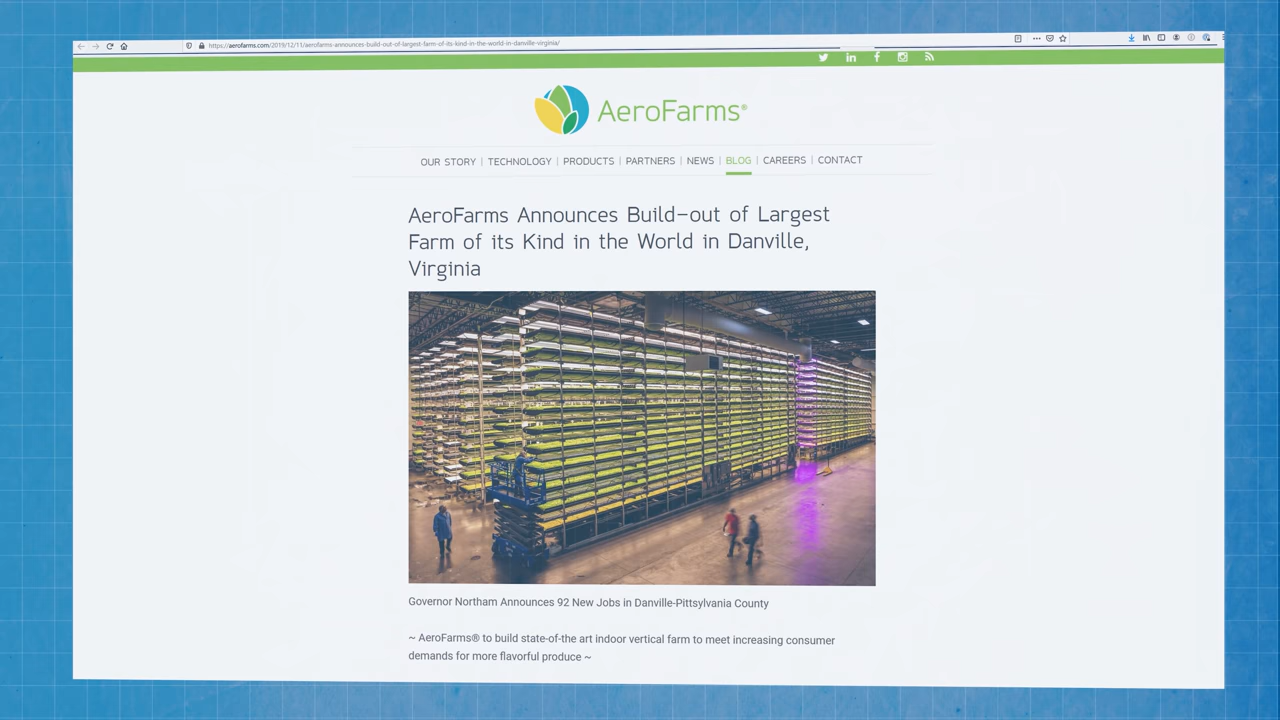 https://aerofarms.com/2019/12/11/aerofarms-announces-build-out-of-largest-farm-of-its-kind-in-the-world-in-danville-virginia/
AeroFarms®
OUR STORY | TECHNOLOGY | PRODUCTS | PARTNERS | NEWS | BLOG | CAREERS | CONTACT
AeroFarms Announces Build-out of Largest
Farm of its Kind in the World in Danville,
Virginia
Governor Northam Announces 92 New Jobs in Danville-Pittsylvania County
~ AeroFarms® to build state-of-the art indoor vertical farm to meet increasing consumer
demands for more flavorful produce ~